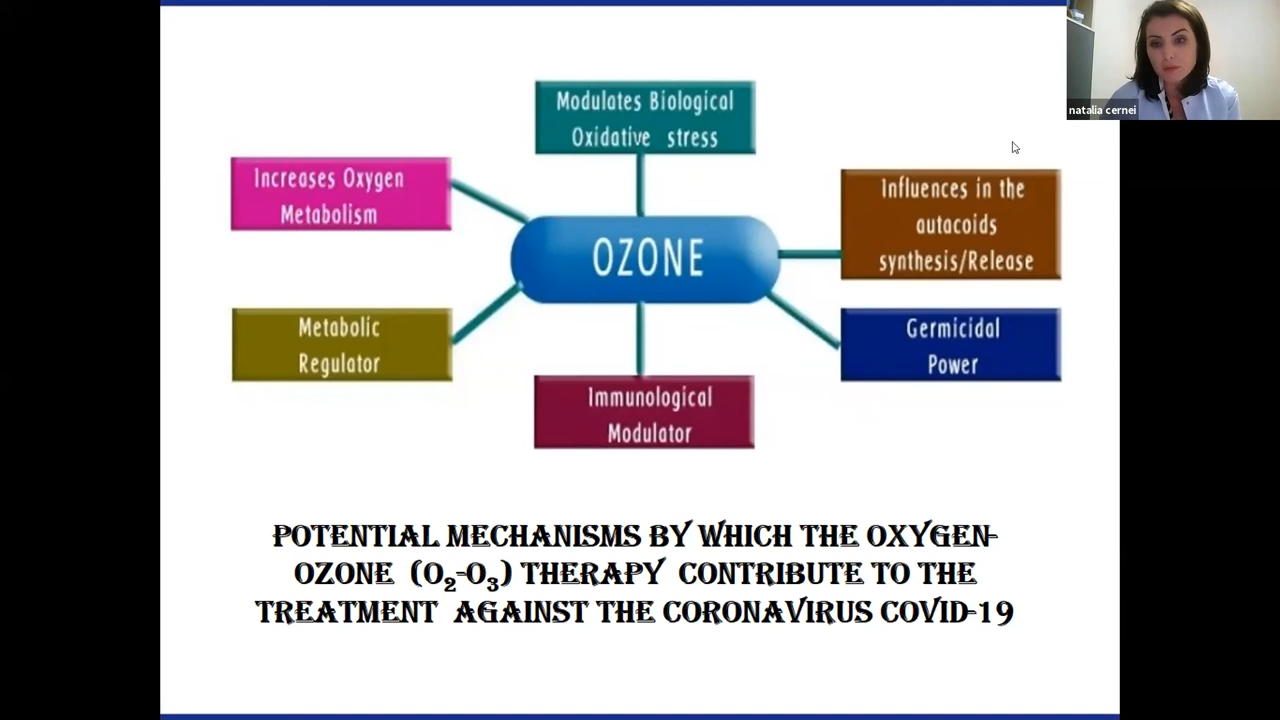 Modulates Biological
Oxidative stress
natalia cernei
Increases Oxygen
Metabolism
Influences in the
autacoids
synthesis/Release
OZONE
Metabolic
Regulator
Germicidal
Power
Immunological
Modulator
POTENTIAL MECHANISMS BY WHICH THE OXYGEN-
OZONE (O₂-O₃) THERAPY CONTRIBUTE TO THE
TREATMENT AGAINST THE CORONAVIRUS COVID-19